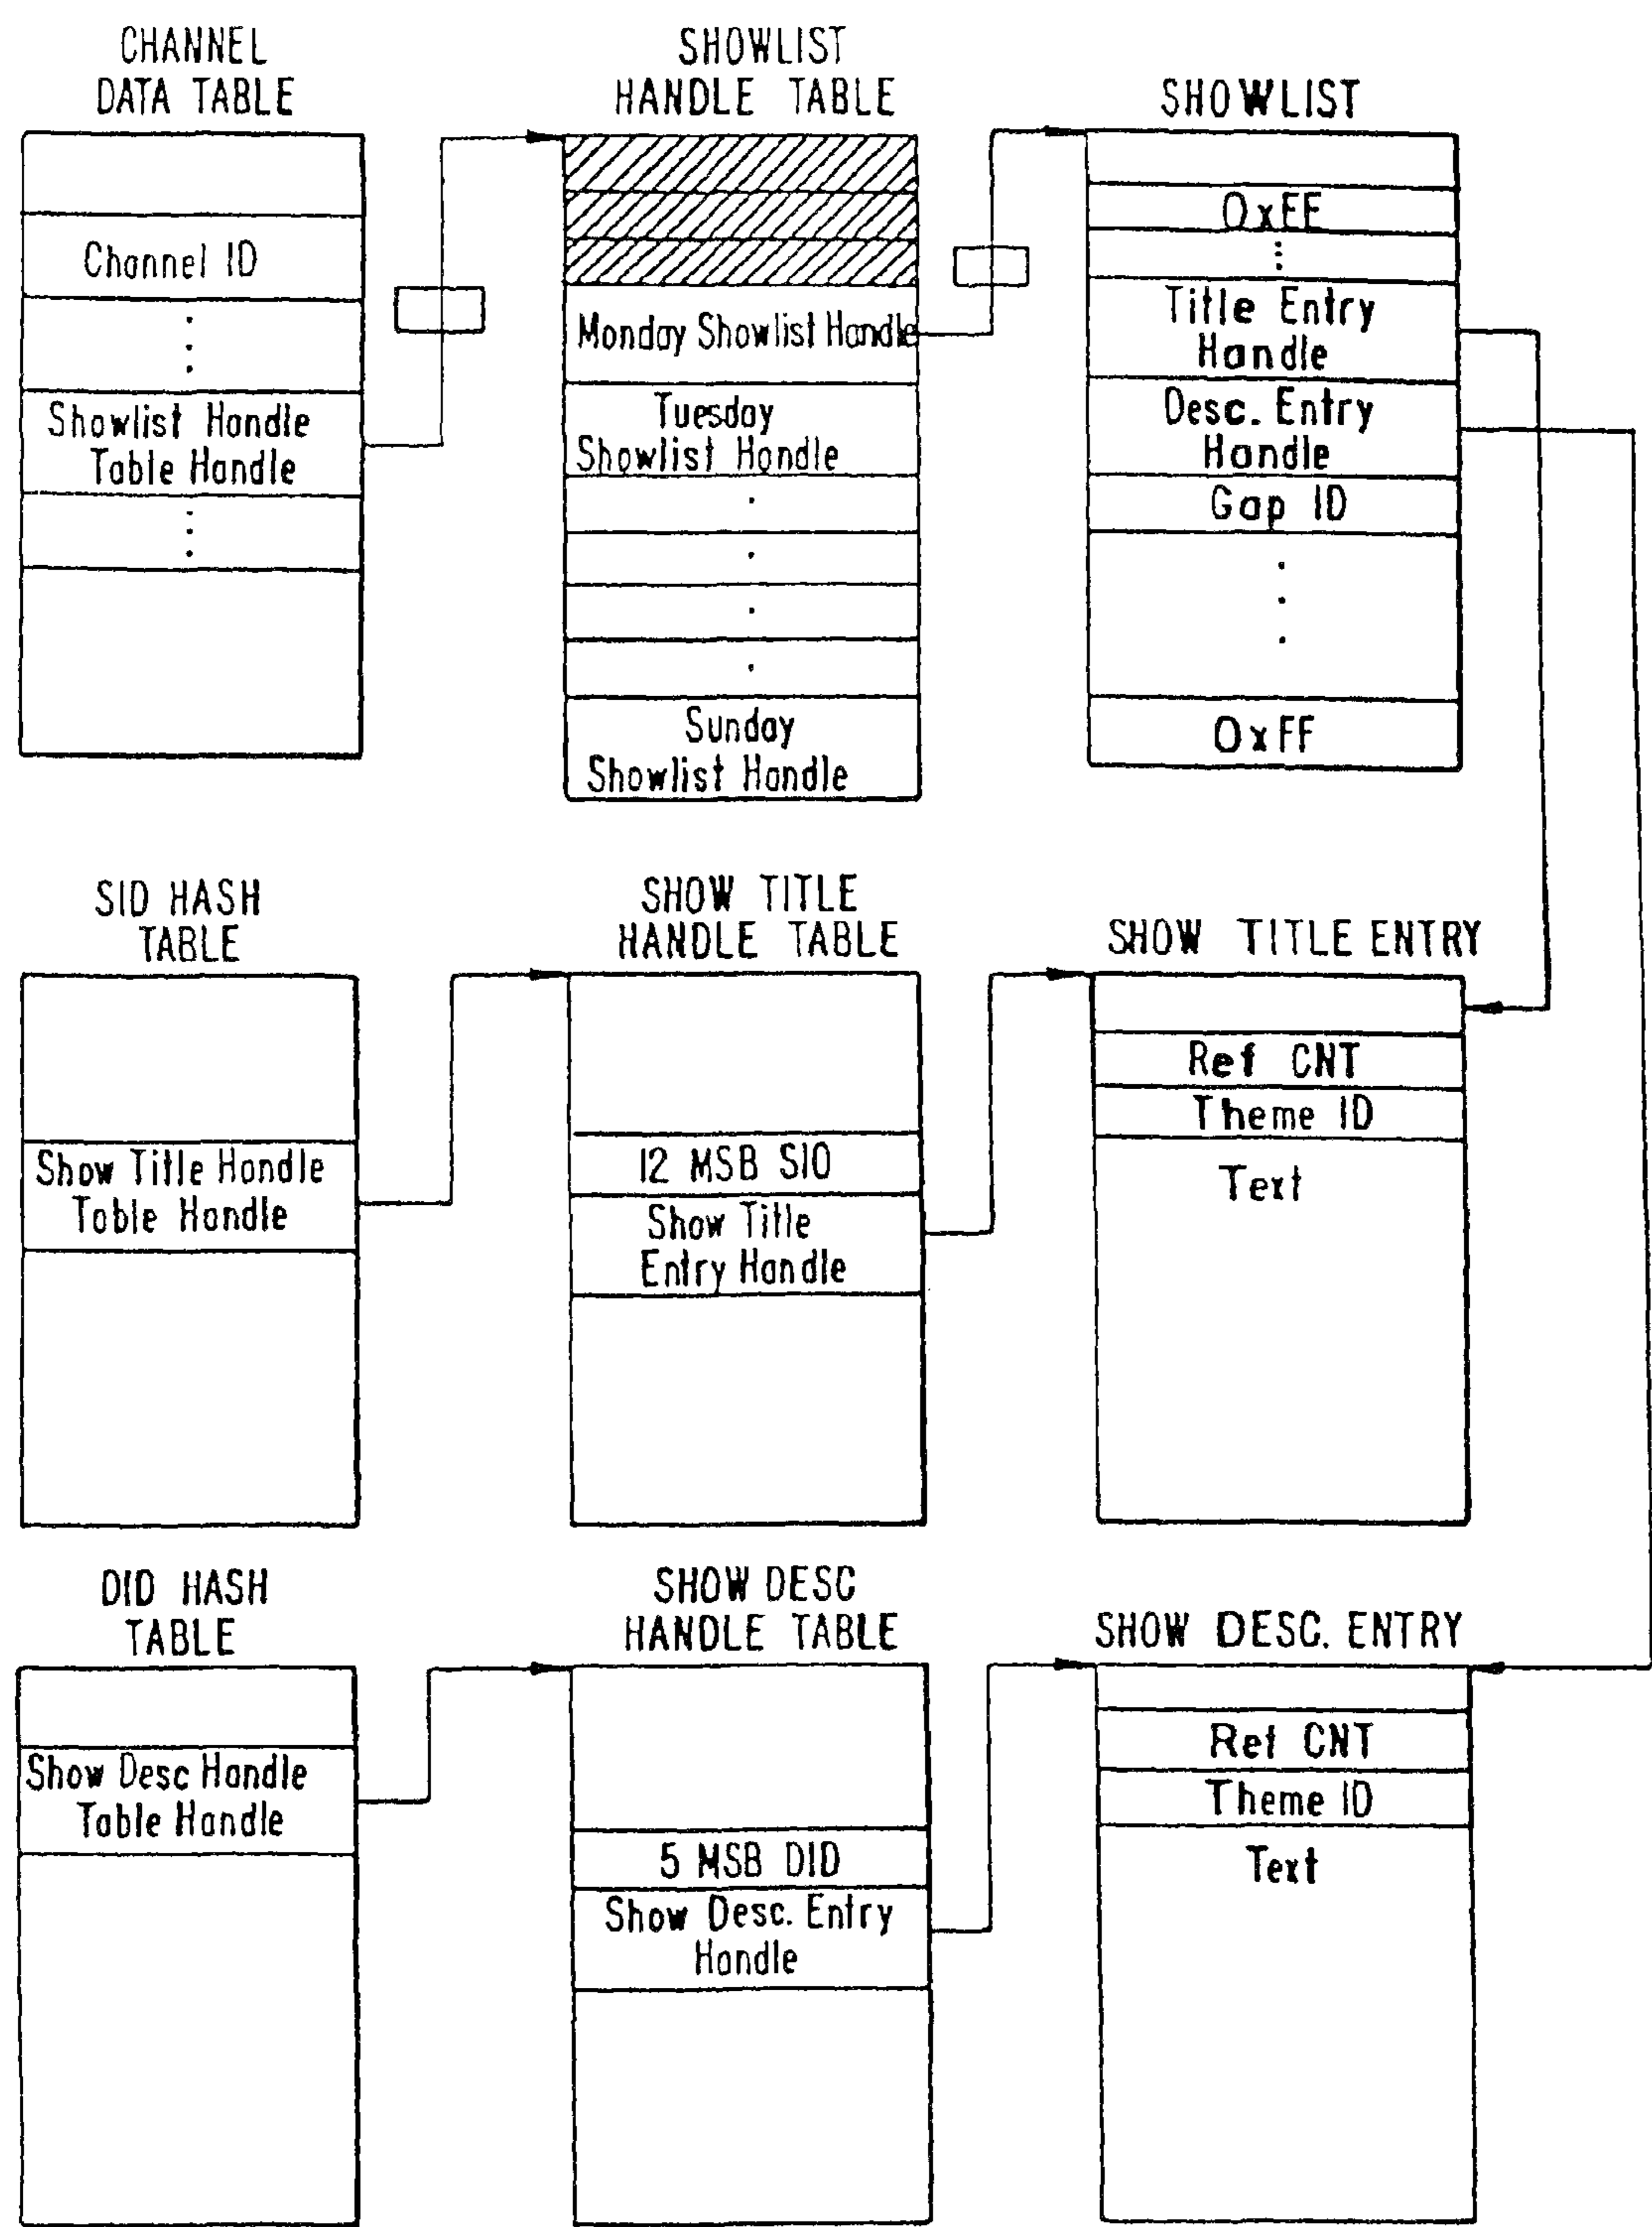 CHANNEL
DATA TABLE
Channel ID
Showlist Handle
Table Handle
SHOWLIST
HANDLE TABLE
Monday Showlist Handle
Tuesday
Showlist Handle
Sunday
Showlist Handle
SHOWLIST
0xFF
Title Entry
Handle
Desc. Entry
Handle
Gap ID
0xFF
SID HASH
TABLE
Show Title Handle
Table Handle
SHOW TITLE
HANDLE TABLE
12 MSB SID
Show Title
Entry Handle
SHOW TITLE ENTRY
Ref CNT
Theme ID
Text
DID HASH
TABLE
Show Desc Handle
Table Handle
SHOW DESC
HANDLE TABLE
5 MSB DID
Show Desc. Entry
Handle
SHOW DESC. ENTRY
Ref CNT
Theme ID
Text